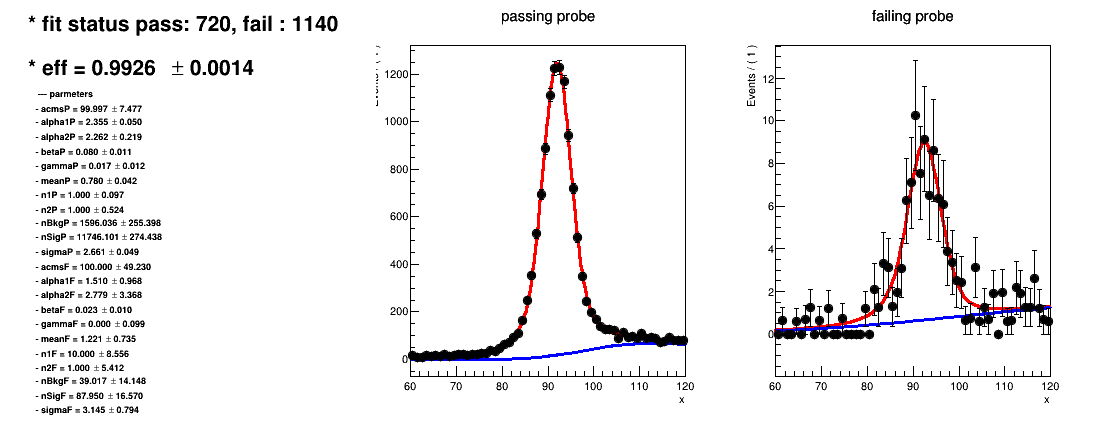 * fit status pass: 720, fail : 1140
* eff = 0.9926 ± 0.0014
--- parmeters
- acmsP = 99.997 ± 7.477
- alpha1P = 2.355 ± 0.050
- alpha2P = 2.262 ± 0.219
- betaP = 0.080 ± 0.011
- gammaP = 0.017 ± 0.012
- meanP = 0.780 ± 0.042
- n1P = 1.000 ± 0.097
- n2P = 1.000 ± 0.524
- nBkgP = 1596.036 ± 255.398
- nSigP = 11746.101 ± 274.438
- sigmaP = 2.661 ± 0.049
- acmsF = 100.000 ± 49.230
- alpha1F = 1.510 ± 0.968
- alpha2F = 2.779 ± 3.368
- betaF = 0.023 ± 0.010
- gammaF = 0.000 ± 0.099
- meanF = 1.221 ± 0.735
- n1F = 10.000 ± 8.556
- n2F = 1.000 ± 5.412
- nBkgF = 39.017 ± 14.148
- nSigF = 87.950 ± 16.570
- sigmaF = 3.145 ± 0.794
passing probe
1200
1000
800
600
400
200
0
60 70 80 90 100 110 120
x
failing probe
Events / ( 1 )
12
10
8
6
4
2
0
60 70 80 90 100 110 120
x